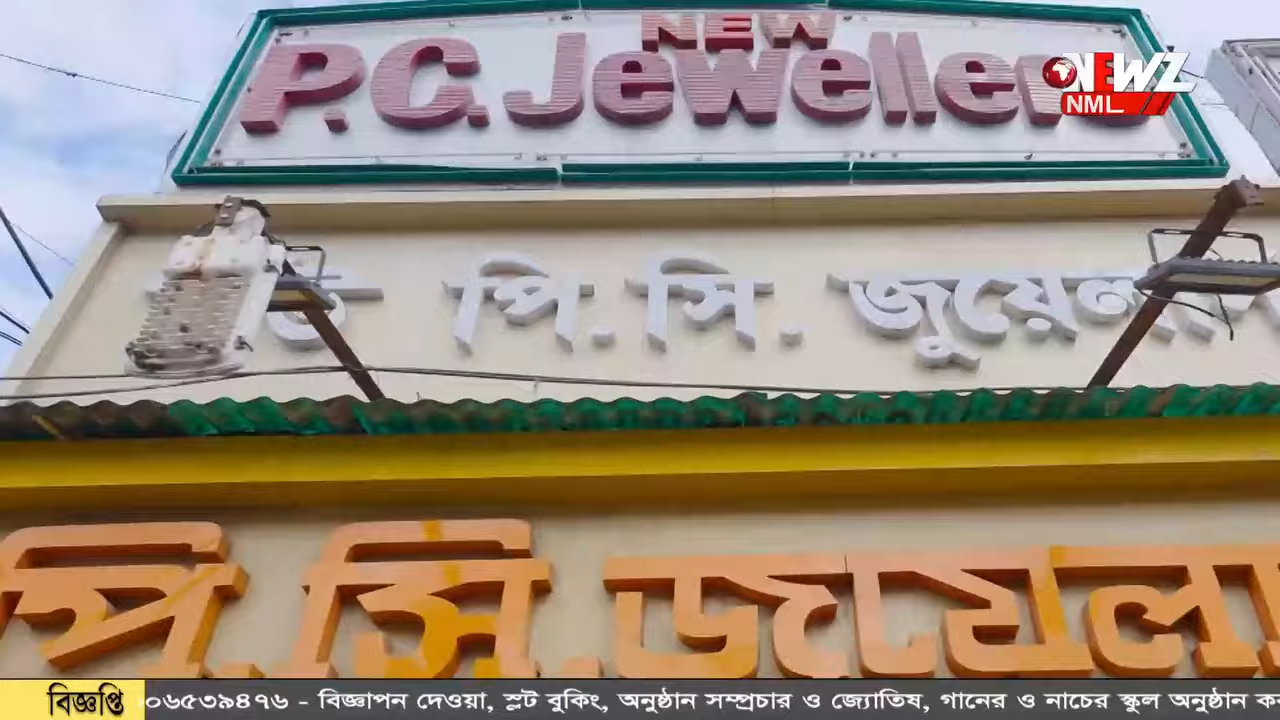 NEW
P.C. Jewellers
NEWZ
NML
পি. সি. জুয়েলার্স
পি. সি. জুয়েলা
বিজ্ঞপ্তি
০৬৫৩৯৪৭৬ - বিজ্ঞাপন দেওয়া, স্লট বুকিং, অনুষ্ঠান সম্প্রচার ও জ্যোতিষ, গানের ও নাচের স্কুল অনুষ্ঠান